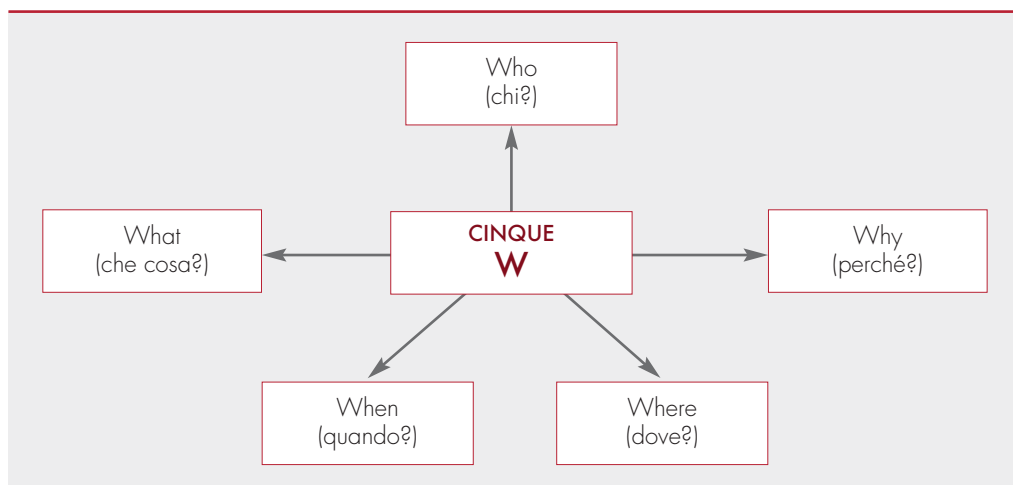 Who
(chi?)
What
(che cosa?)
CINQUE
W
Why
(perché?)
When
(quando?)
Where
(dove?)